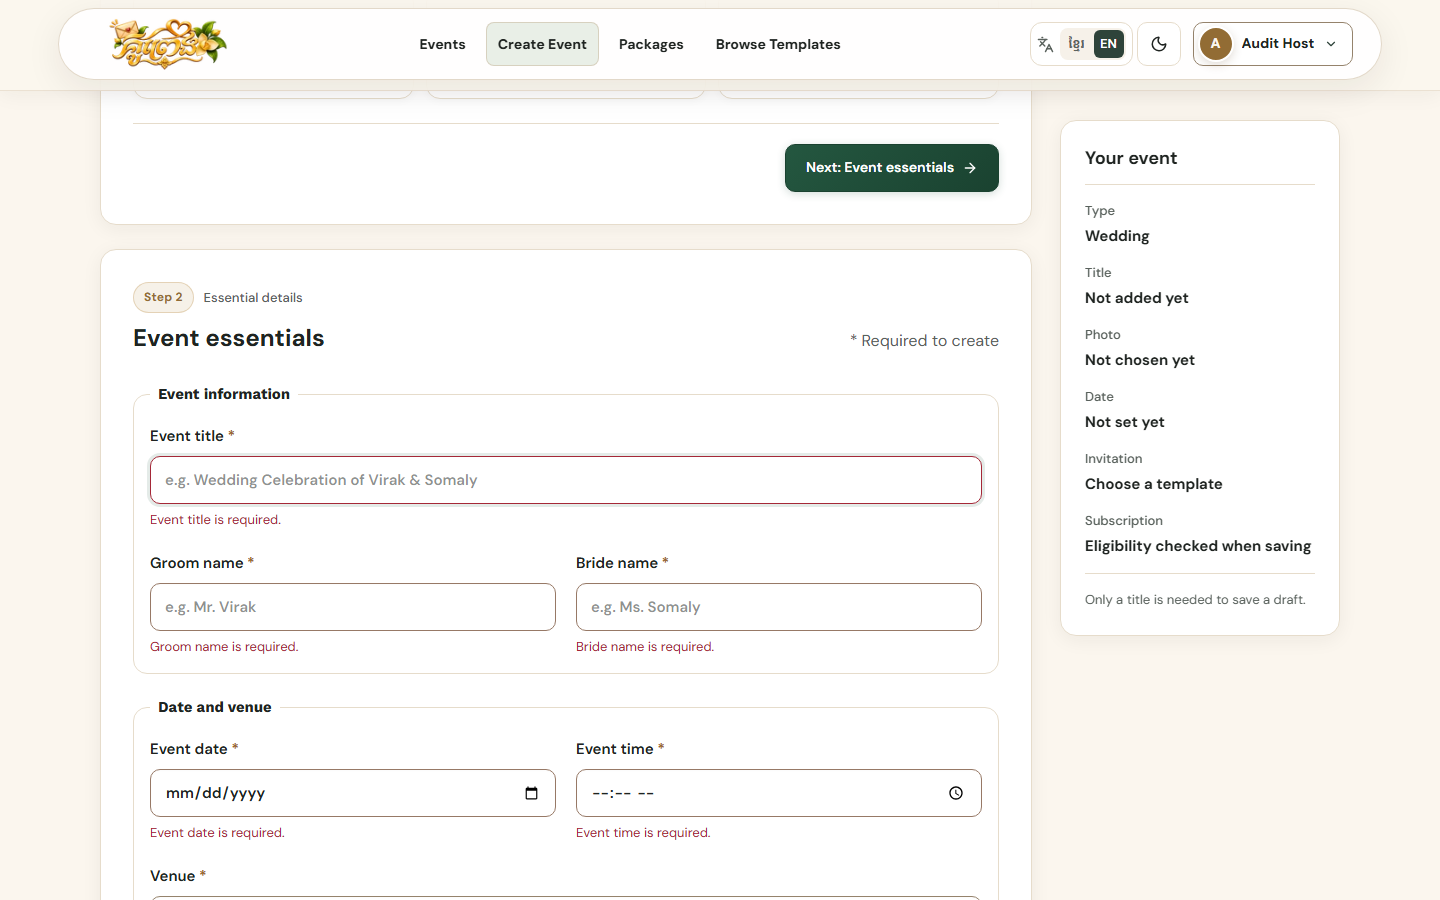 Events
Create Event
Packages
Browse Templates
ខ្មែរ
EN
A
Audit Host
Next: Event essentials
Step 2
Essential details
Event essentials
* Required to create
Event information
Event title *
e.g. Wedding Celebration of Virak & Somaly
Event title is required.
Groom name *
Bride name *
e.g. Mr. Virak
e.g. Ms. Somaly
Groom name is required.
Bride name is required.
Date and venue
Event date *
Event time *
mm/dd/yyyy
--:-- --
Event date is required.
Event time is required.
Venue *
Your event
Type
Wedding
Title
Not added yet
Photo
Not chosen yet
Date
Not set yet
Invitation
Choose a template
Subscription
Eligibility checked when saving
Only a title is needed to save a draft.